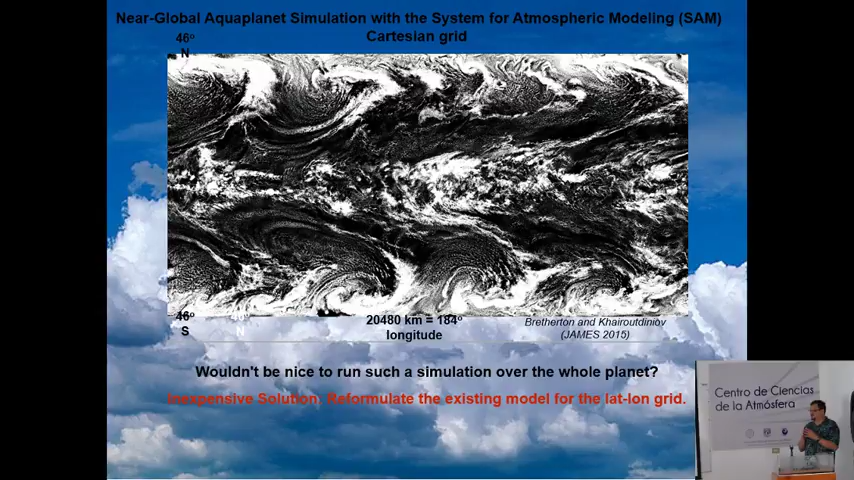 Near-Global Aquaplanet Simulation with the System for Atmospheric Modeling (SAM)
Cartesian grid
46º
N
46º
S
N
20480 km = 184º
longitude
Bretherton and Khairoutdiniov
(JAMES 2015)
Wouldn't be nice to run such a simulation over the whole planet?
Inexpensive Solution: Reformulate the existing model for the lat-lon grid.
Centro de Ciencias
de la Atmósfera